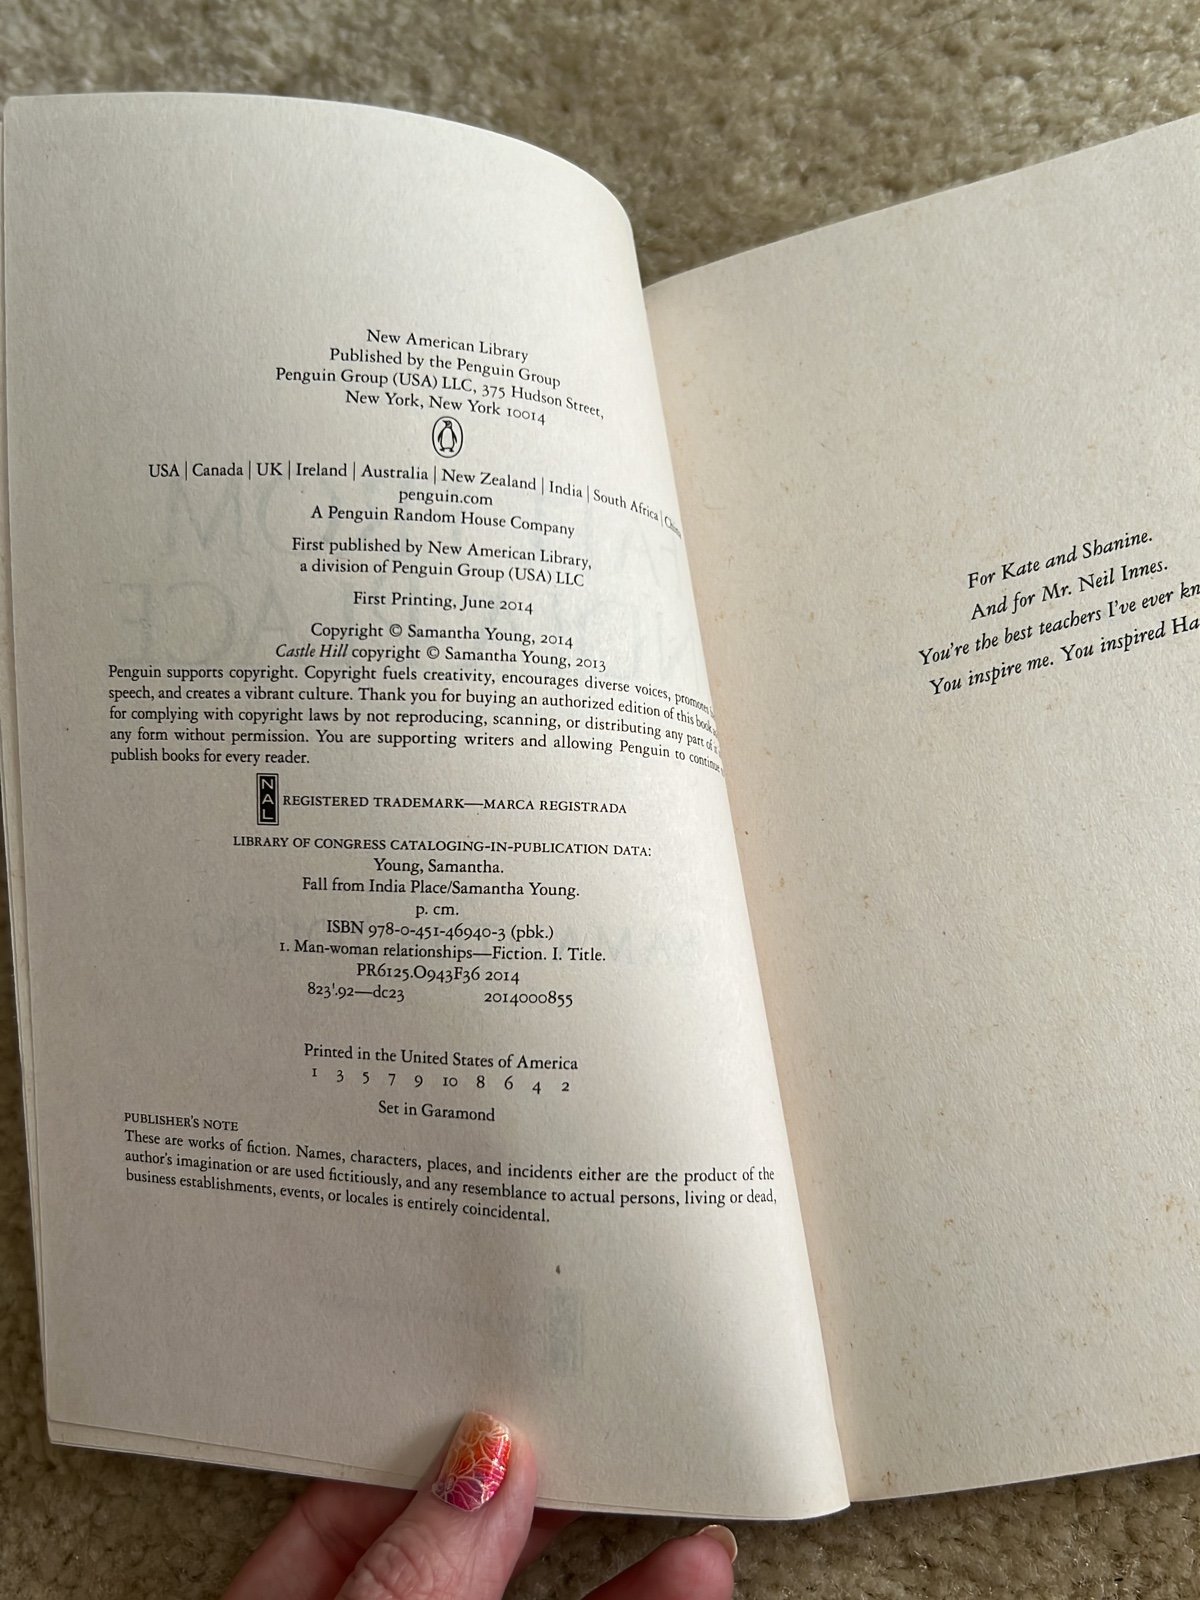 New American Library
Published by the Penguin Group
Penguin Group (USA) LLC, 375 Hudson Street,
New York, New York 10014
USA | Canada | UK | Ireland | Australia | New Zealand | India | South Africa | China
penguin.com
A Penguin Random House Company
First published by New American Library,
a division of Penguin Group (USA) LLC
First Printing, June 2014
Copyright © Samantha Young, 2014
Castle Hill copyright © Samantha Young, 2013
Penguin supports copyright. Copyright fuels creativity, encourages diverse voices, promotes
speech, and creates a vibrant culture. Thank you for buying an authorized edition of this book
for complying with copyright laws by not reproducing, scanning, or distributing any part of
any form without permission. You are supporting writers and allowing Penguin to continue
publish books for every reader.
NAL
REGISTERED TRADEMARK—MARCA REGISTRADA
LIBRARY OF CONGRESS CATALOGING-IN-PUBLICATION DATA:
Young, Samantha.
Fall from India Place/Samantha Young.
p. cm.
ISBN 978-0-451-46940-3 (pbk.)
1. Man-woman relationships—Fiction. I. Title.
PR6125.O943F36 2014
823'.92—dc23 2014000855
Printed in the United States of America
1 3 5 7 9 10 8 6 4 2
Set in Garamond
PUBLISHER'S NOTE
These are works of fiction. Names, characters, places, and incidents either are the product of the
author's imagination or are used fictitiously, and any resemblance to actual persons, living or dead,
business establishments, events, or locales is entirely coincidental.
For Kate and Shanine.
And for Mr. Neil Innes.
You're the best teachers I've ever kn
You inspire me. You inspired Ha